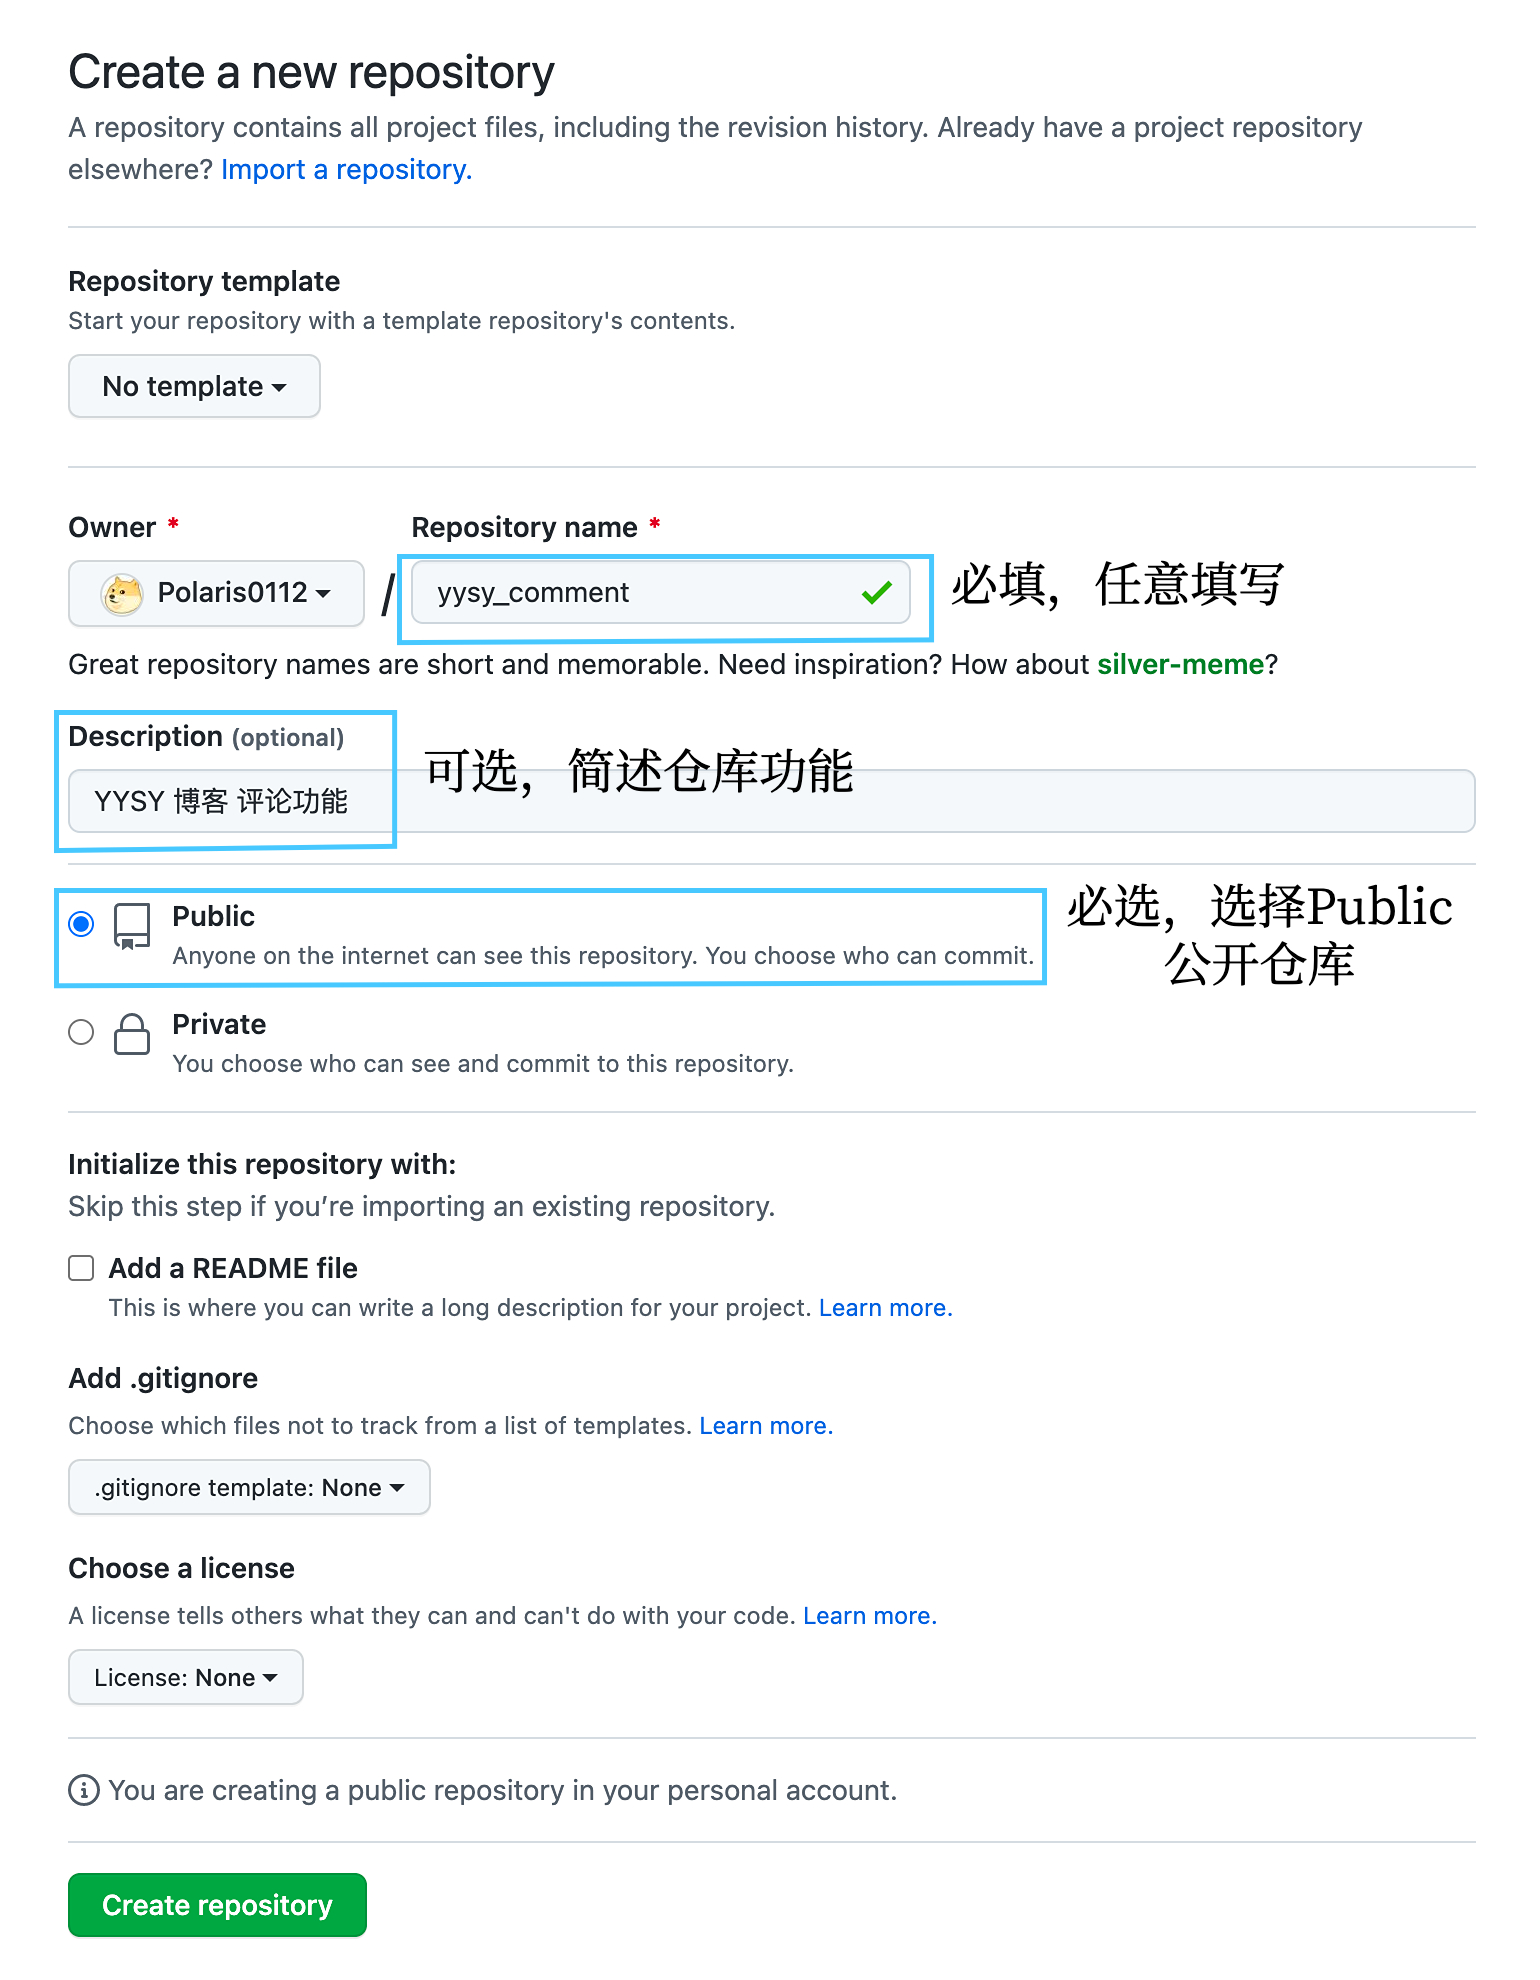 Create a new repository
A repository contains all project files, including the revision history. Already have a project repository
elsewhere? Import a repository.
Repository template
Start your repository with a template repository's contents.
No template
Owner *
Repository name *
Polaris0112
/
yysy_comment
必填，任意填写
Great repository names are short and memorable. Need inspiration? How about silver-meme?
Description (optional)
可选，简述仓库功能
YYSY 博客 评论功能
Public
Anyone on the internet can see this repository. You choose who can commit.
必选，选择Public
公开仓库
Private
You choose who can see and commit to this repository.
Initialize this repository with:
Skip this step if you’re importing an existing repository.
Add a README file
This is where you can write a long description for your project. Learn more.
Add .gitignore
Choose which files not to track from a list of templates. Learn more.
.gitignore template: None
Choose a license
A license tells others what they can and can't do with your code. Learn more.
License: None
You are creating a public repository in your personal account.
Create repository